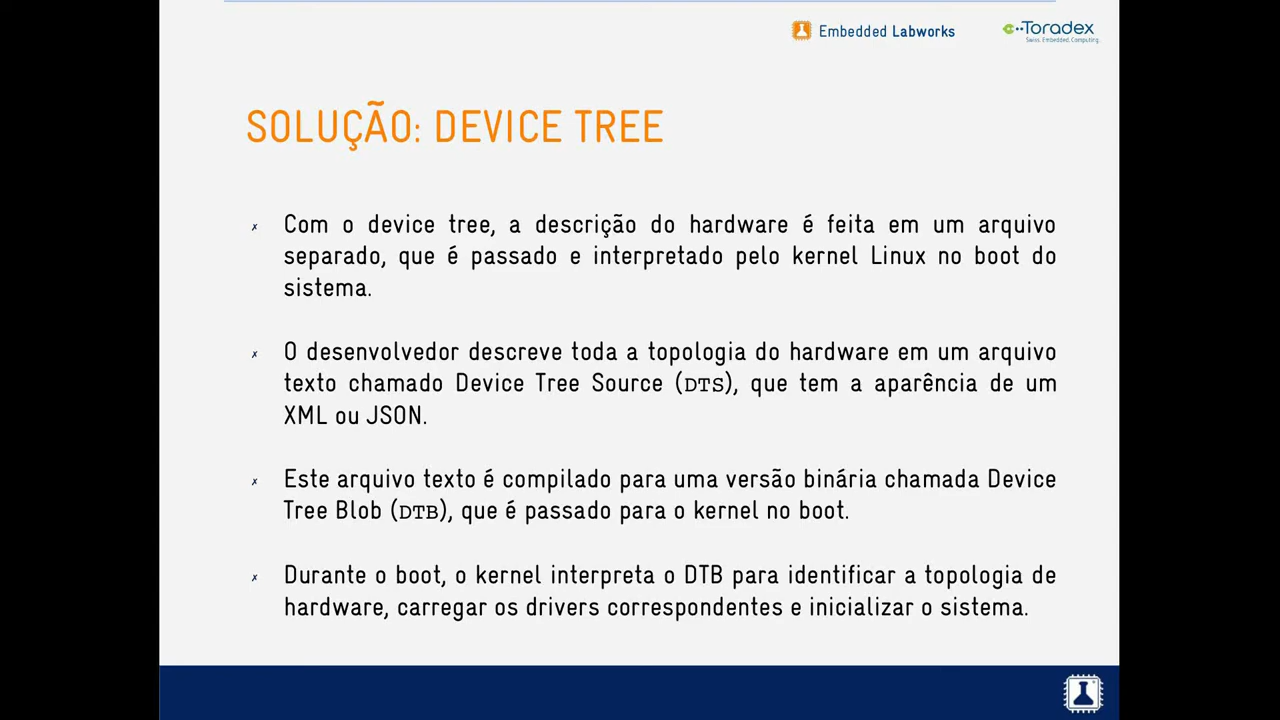 Embedded Labworks
Toradex
Swiss. Embedded. Computing.
SOLUÇÃO: DEVICE TREE
Com o device tree, a descrição do hardware é feita em um arquivo
separado, que é passado e interpretado pelo kernel Linux no boot do
sistema.
O desenvolvedor descreve toda a topologia do hardware em um arquivo
texto chamado Device Tree Source (DTS), que tem a aparência de um
XML ou JSON.
Este arquivo texto é compilado para uma versão binária chamada Device
Tree Blob (DTB), que é passado para o kernel no boot.
Durante o boot, o kernel interpreta o DTB para identificar a topologia de
hardware, carregar os drivers correspondentes e inicializar o sistema.